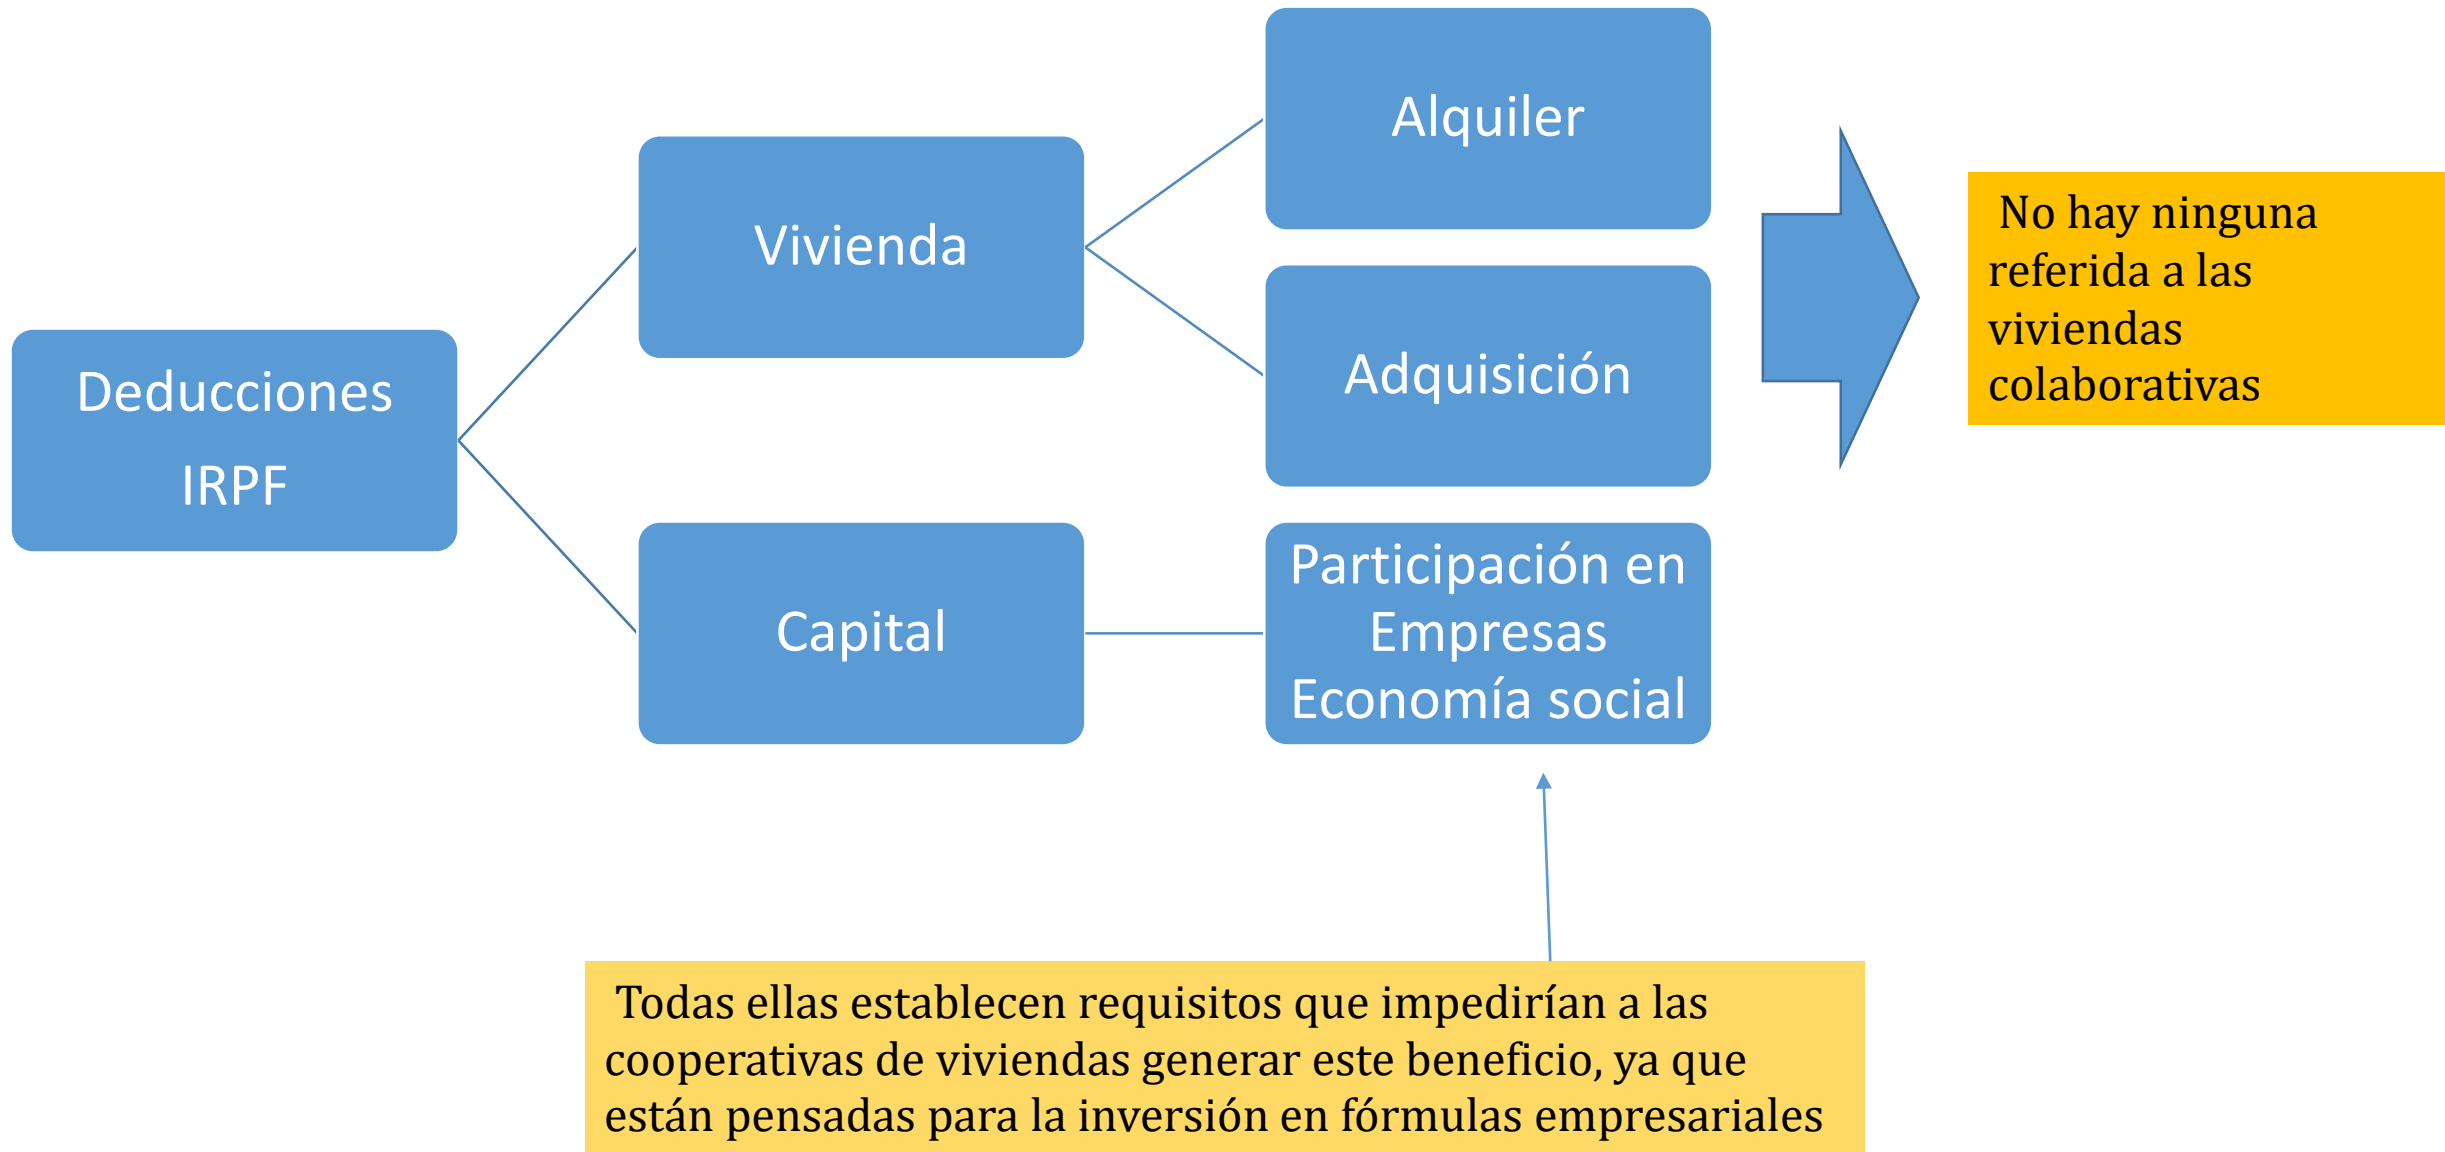 Deducciones
IRPF
Vivienda
Capital
Alquiler
Adquisición
Participación en
Empresas
Economía social
No hay ninguna
referida a las
viviendas
colaborativas
Todas ellas establecen requisitos que impedirían a las
cooperativas de viviendas generar este beneficio, ya que
están pensadas para la inversión en fórmulas empresariales